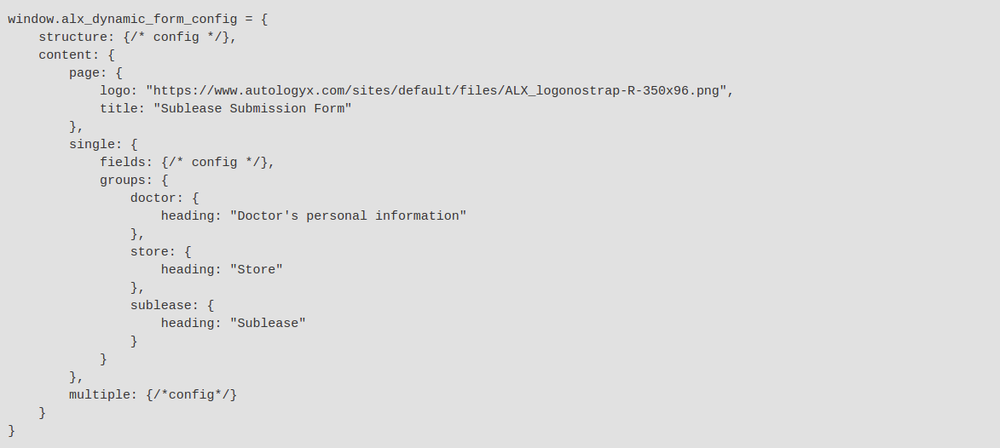 window.alx_dynamic_form_config = {
    structure: {/* config */},
    content: {
        page: {
            logo: "https://www.autologyx.com/sites/default/files/ALX_logonostrap-R-350x96.png",
            title: "Sublease Submission Form"
        },
        single: {
            fields: {/* config */},
            groups: {
                doctor: {
                    heading: "Doctor's personal information"
                },
                store: {
                    heading: "Store"
                },
                sublease: {
                    heading: "Sublease"
                }
            }
        },
        multiple: {/*config*/}
    }
}